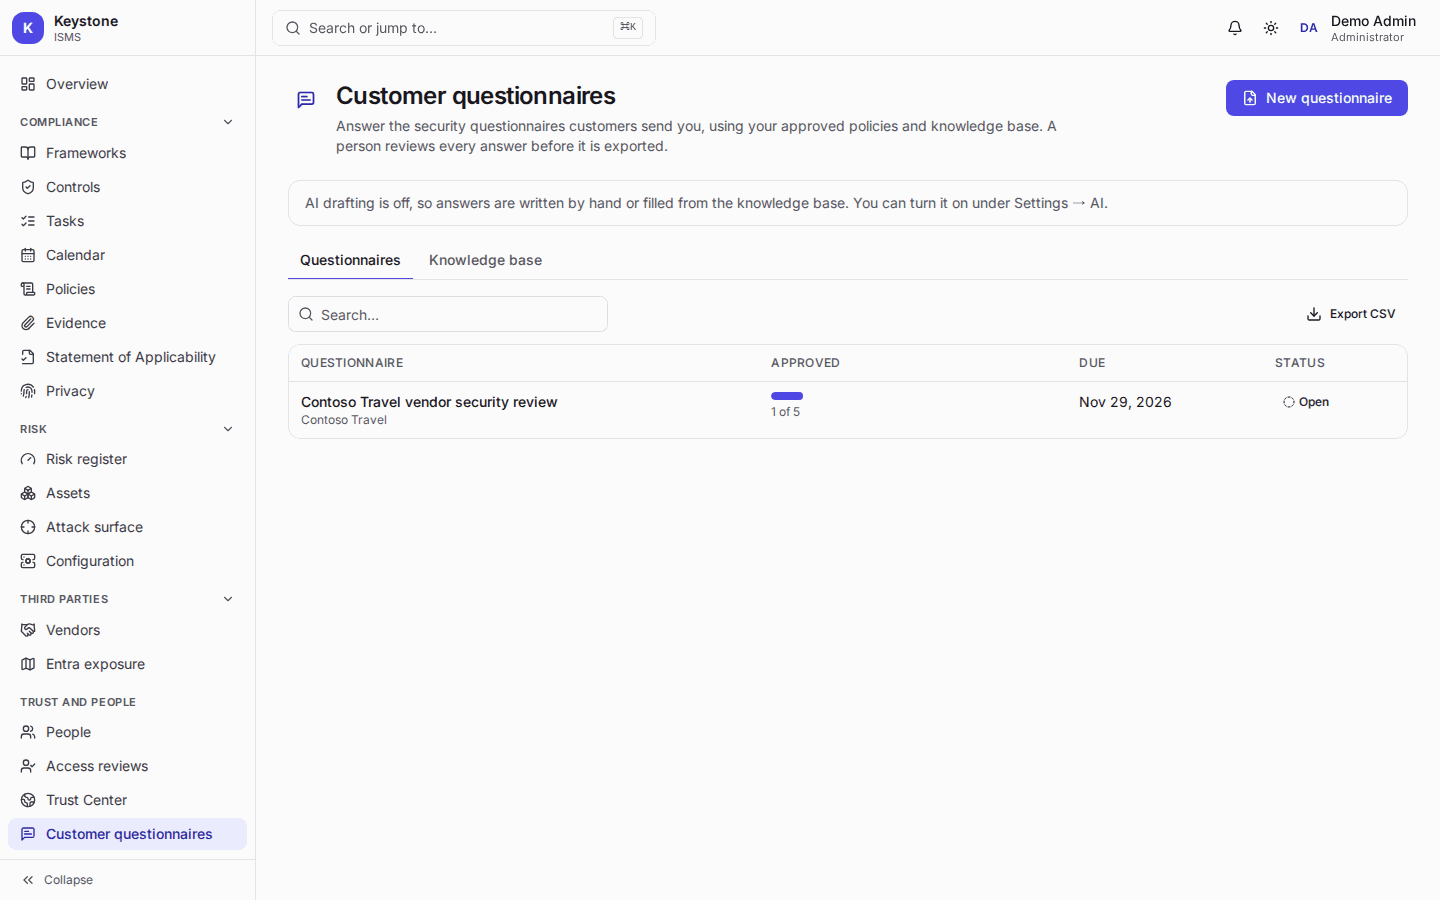 K
Keystone
ISMS
Search or jump to...
⌘K
DA
Demo Admin
Administrator
Overview
COMPLIANCE
Frameworks
Controls
Tasks
Calendar
Policies
Evidence
Statement of Applicability
Privacy
RISK
Risk register
Assets
Attack surface
Configuration
THIRD PARTIES
Vendors
Entra exposure
TRUST AND PEOPLE
People
Access reviews
Trust Center
Customer questionnaires
Collapse
Customer questionnaires
Answer the security questionnaires customers send you, using your approved policies and knowledge base. A
person reviews every answer before it is exported.
New questionnaire
AI drafting is off, so answers are written by hand or filled from the knowledge base. You can turn it on under Settings → AI.
Questionnaires Knowledge base
Search...
Export CSV
QUESTIONNAIRE APPROVED DUE STATUS
Contoso Travel vendor security review
Contoso Travel
1 of 5
Nov 29, 2026
Open